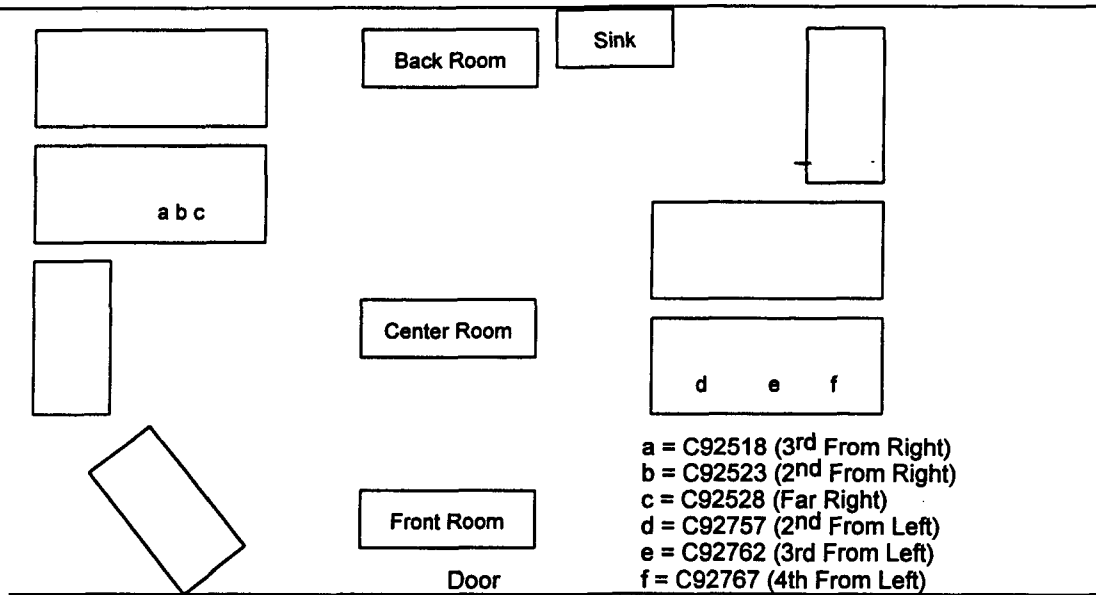 Sink
Back Room
a b c
Center Room
d e f
a = C92518 (3rd From Right)
b = C92523 (2nd From Right)
c = C92528 (Far Right)
d = C92757 (2nd From Left)
e = C92762 (3rd From Left)
Front Room
Door
f = C92767 (4th From Left)